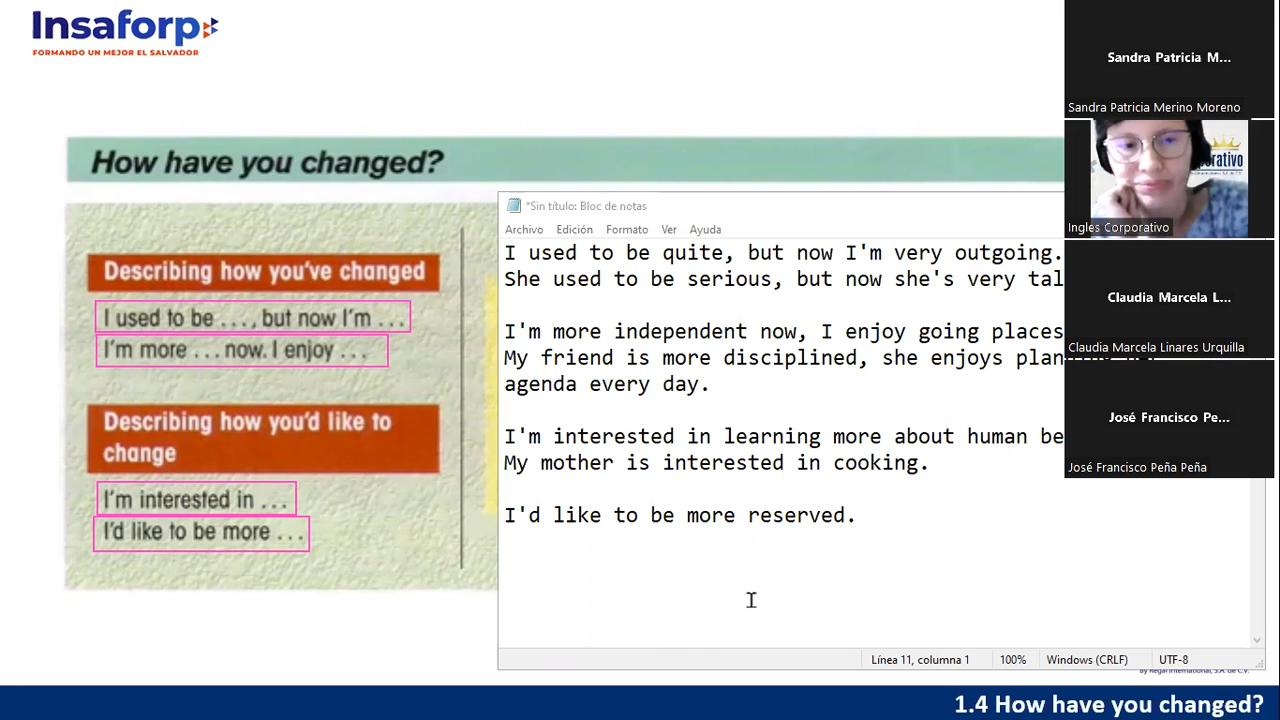 Insaforp
FORMANDO UN MEJOR EL SALVADOR
How have you changed?
Describing how you've changed
I used to be ..., but now I'm ...
I'm more ... now. I enjoy ...
Describing how you'd like to
change
I'm interested in ...
I'd like to be more ...
*Sin título: Bloc de notas
Archivo Edición Formato Ver Ayuda
I used to be quite, but now I'm very outgoing.
She used to be serious, but now she's very tal
I'm more independent now, I enjoy going places
My friend is more disciplined, she enjoys
agenda every day.
I'm interested in learning more about human be
My mother is interested in cooking.
I'd like to be more reserved.
Línea 11, columna 1 100% Windows (CRLF) UTF-8
Sandra Patricia M...
Sandra Patricia Merino Moreno
Ingles Corporativo
Claudia Marcela L...
Claudia Marcela Linares Urquilla
José Francisco Pe...
José Francisco Peña Peña
1.4 How have you changed?